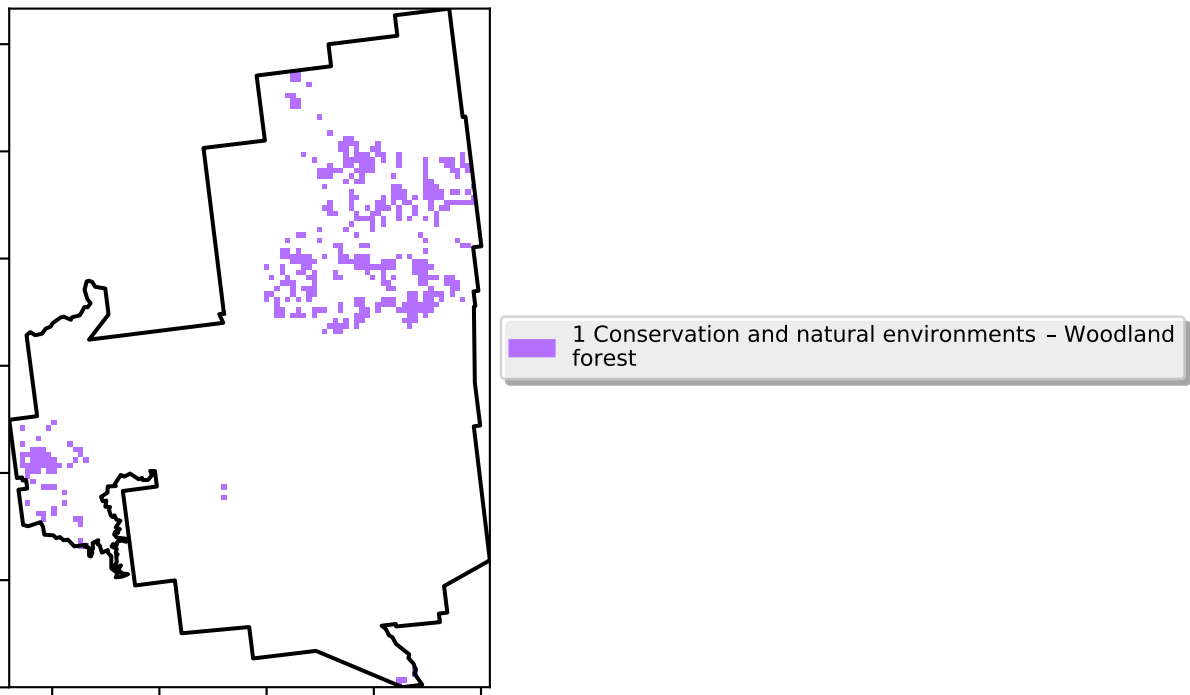 1 Conservation and natural environments – Woodland
forest